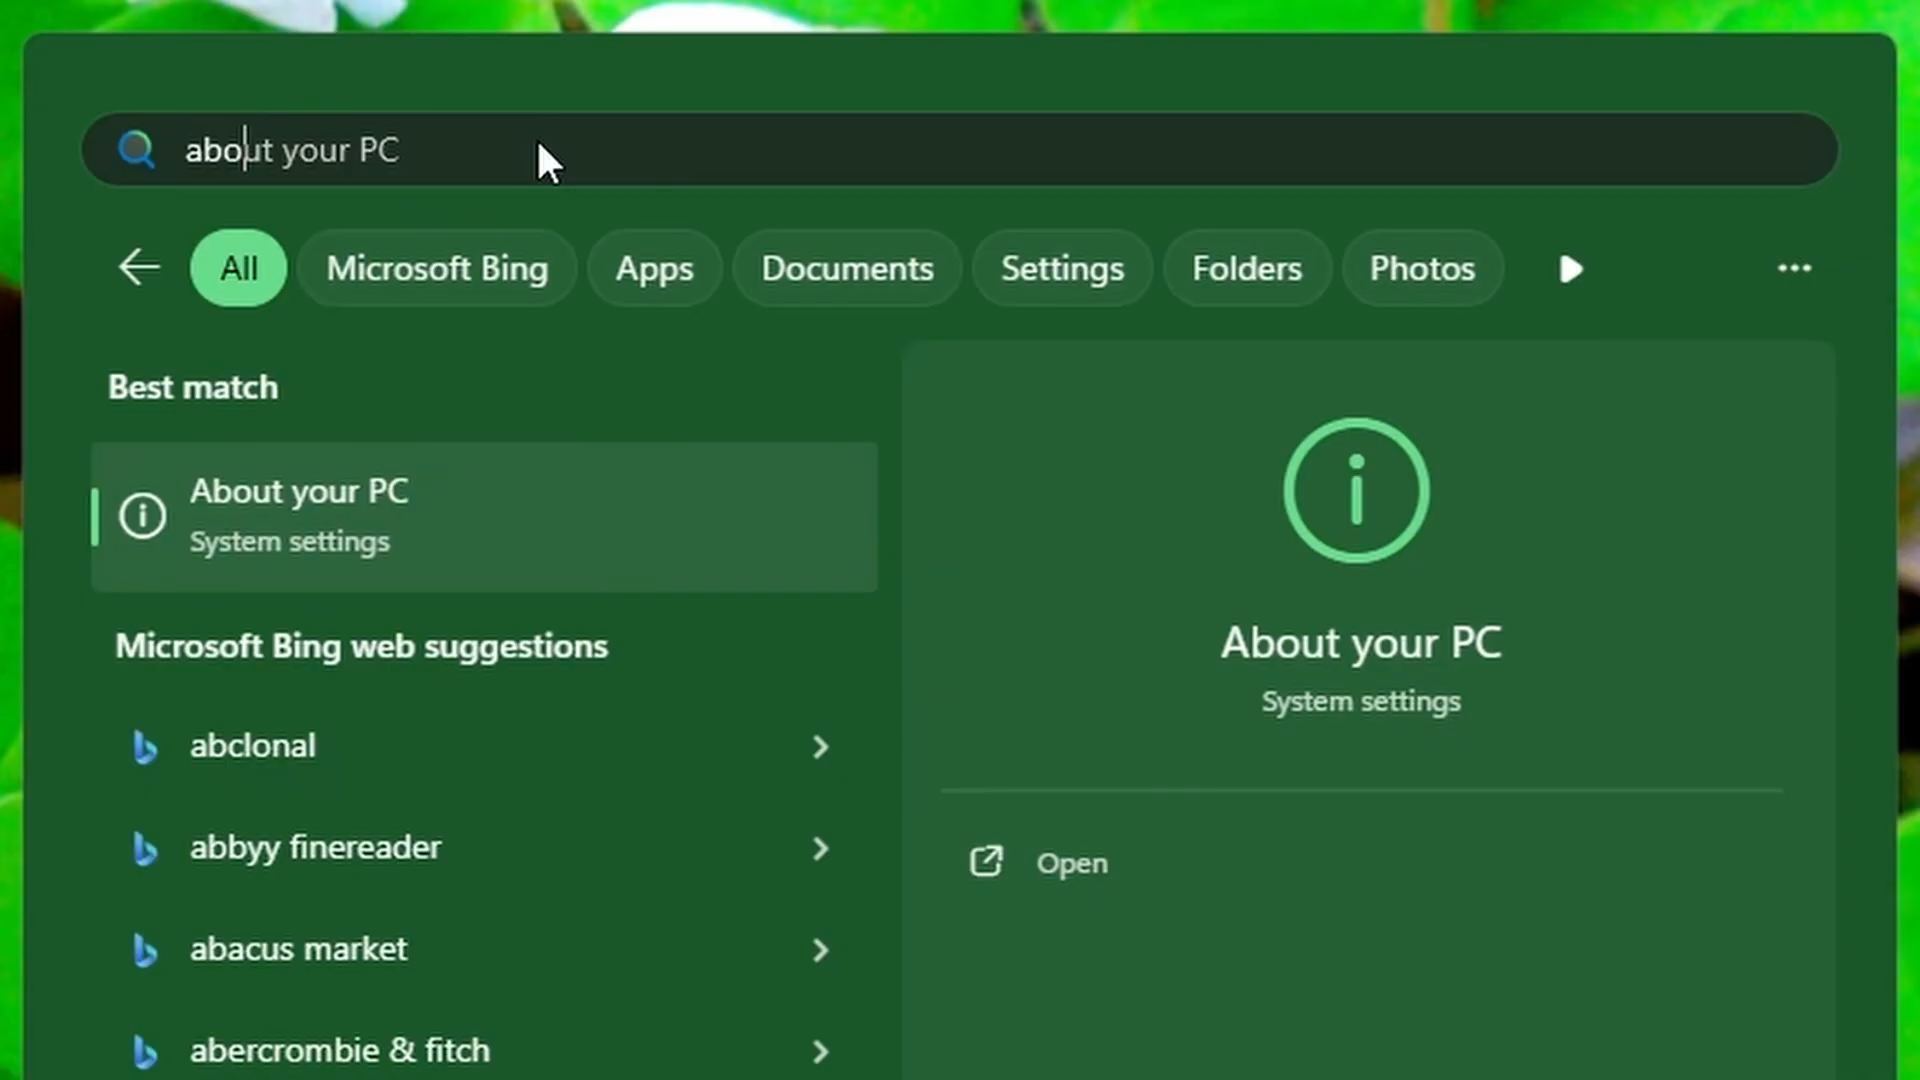 about your PC
All Microsoft Bing Apps Documents Settings Folders Photos
Best match
About your PC
System settings
Microsoft Bing web suggestions
abclonal
abbyy finereader
abacus market
abercrombie & fitch
About your PC
System settings
Open